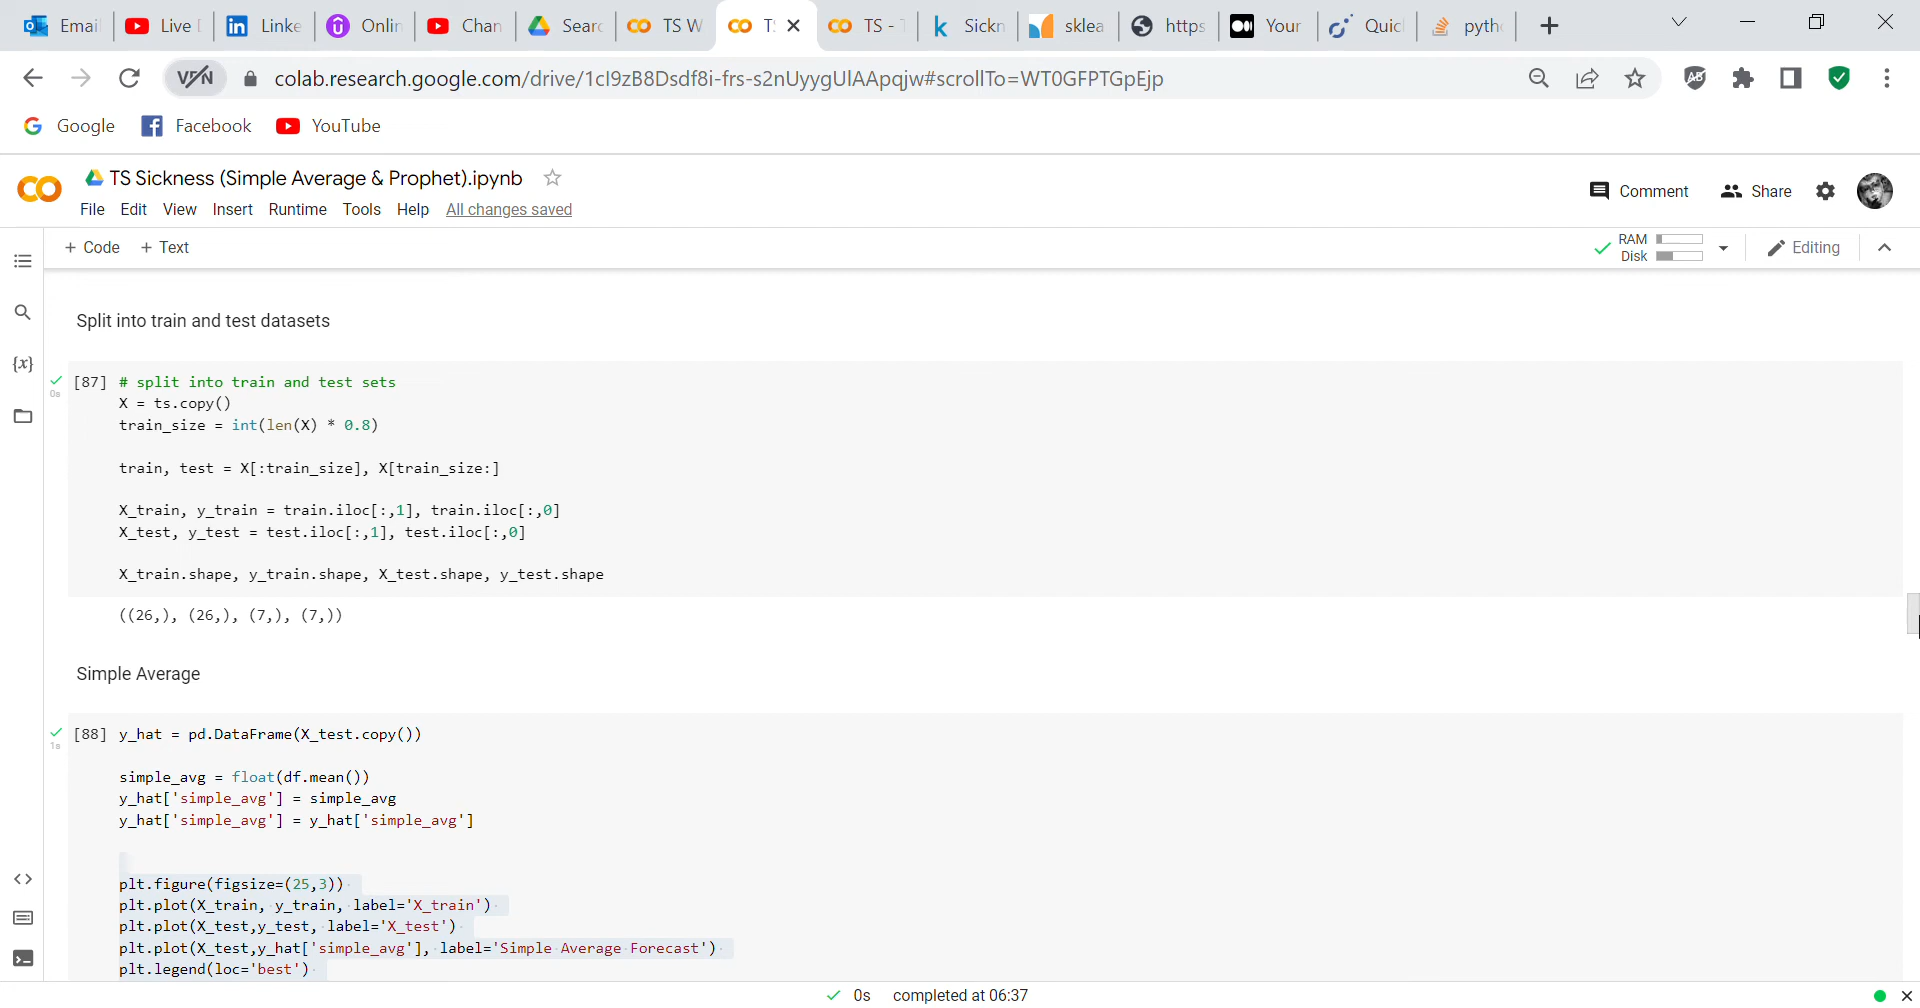 Email
Live
Linke
Onlin
Chan
Searc
TS W
TS -
Sickn
sklea
https
Your
Quic
pytho
VPN
colab.research.google.com/drive/1cI9zB8Dsdf8i-frs-s2nUyygUlAApqjw#scrollTo=WT0GFPTGpEjp
Google Facebook YouTube
TS Sickness (Simple Average & Prophet).ipynb
File Edit View Insert Runtime Tools Help All changes saved
Comment Share
+ Code + Text
RAM
Disk
Editing
Split into train and test datasets
0s
[87] # split into train and test sets
X = ts.copy()
train_size = int(len(X) * 0.8)
train, test = X[:train_size], X[train_size:]
X_train, y_train = train.iloc[:,1], train.iloc[:,0]
X_test, y_test = test.iloc[:,1], test.iloc[:,0]
X_train.shape, y_train.shape, X_test.shape, y_test.shape
((26,), (26,), (7,), (7,))
Simple Average
1s
[88] y_hat = pd.DataFrame(X_test.copy())
simple_avg = float(df.mean())
y_hat['simple_avg'] = simple_avg
y_hat['simple_avg'] = y_hat['simple_avg']
plt.figure(figsize=(25,3))
plt.plot(X_train, y_train, label='X_train')
plt.plot(X_test,y_test, label='X_test')
plt.plot(X_test,y_hat['simple_avg'], label='Simple Average Forecast')
plt.legend(loc='best')
0s completed at 06:37